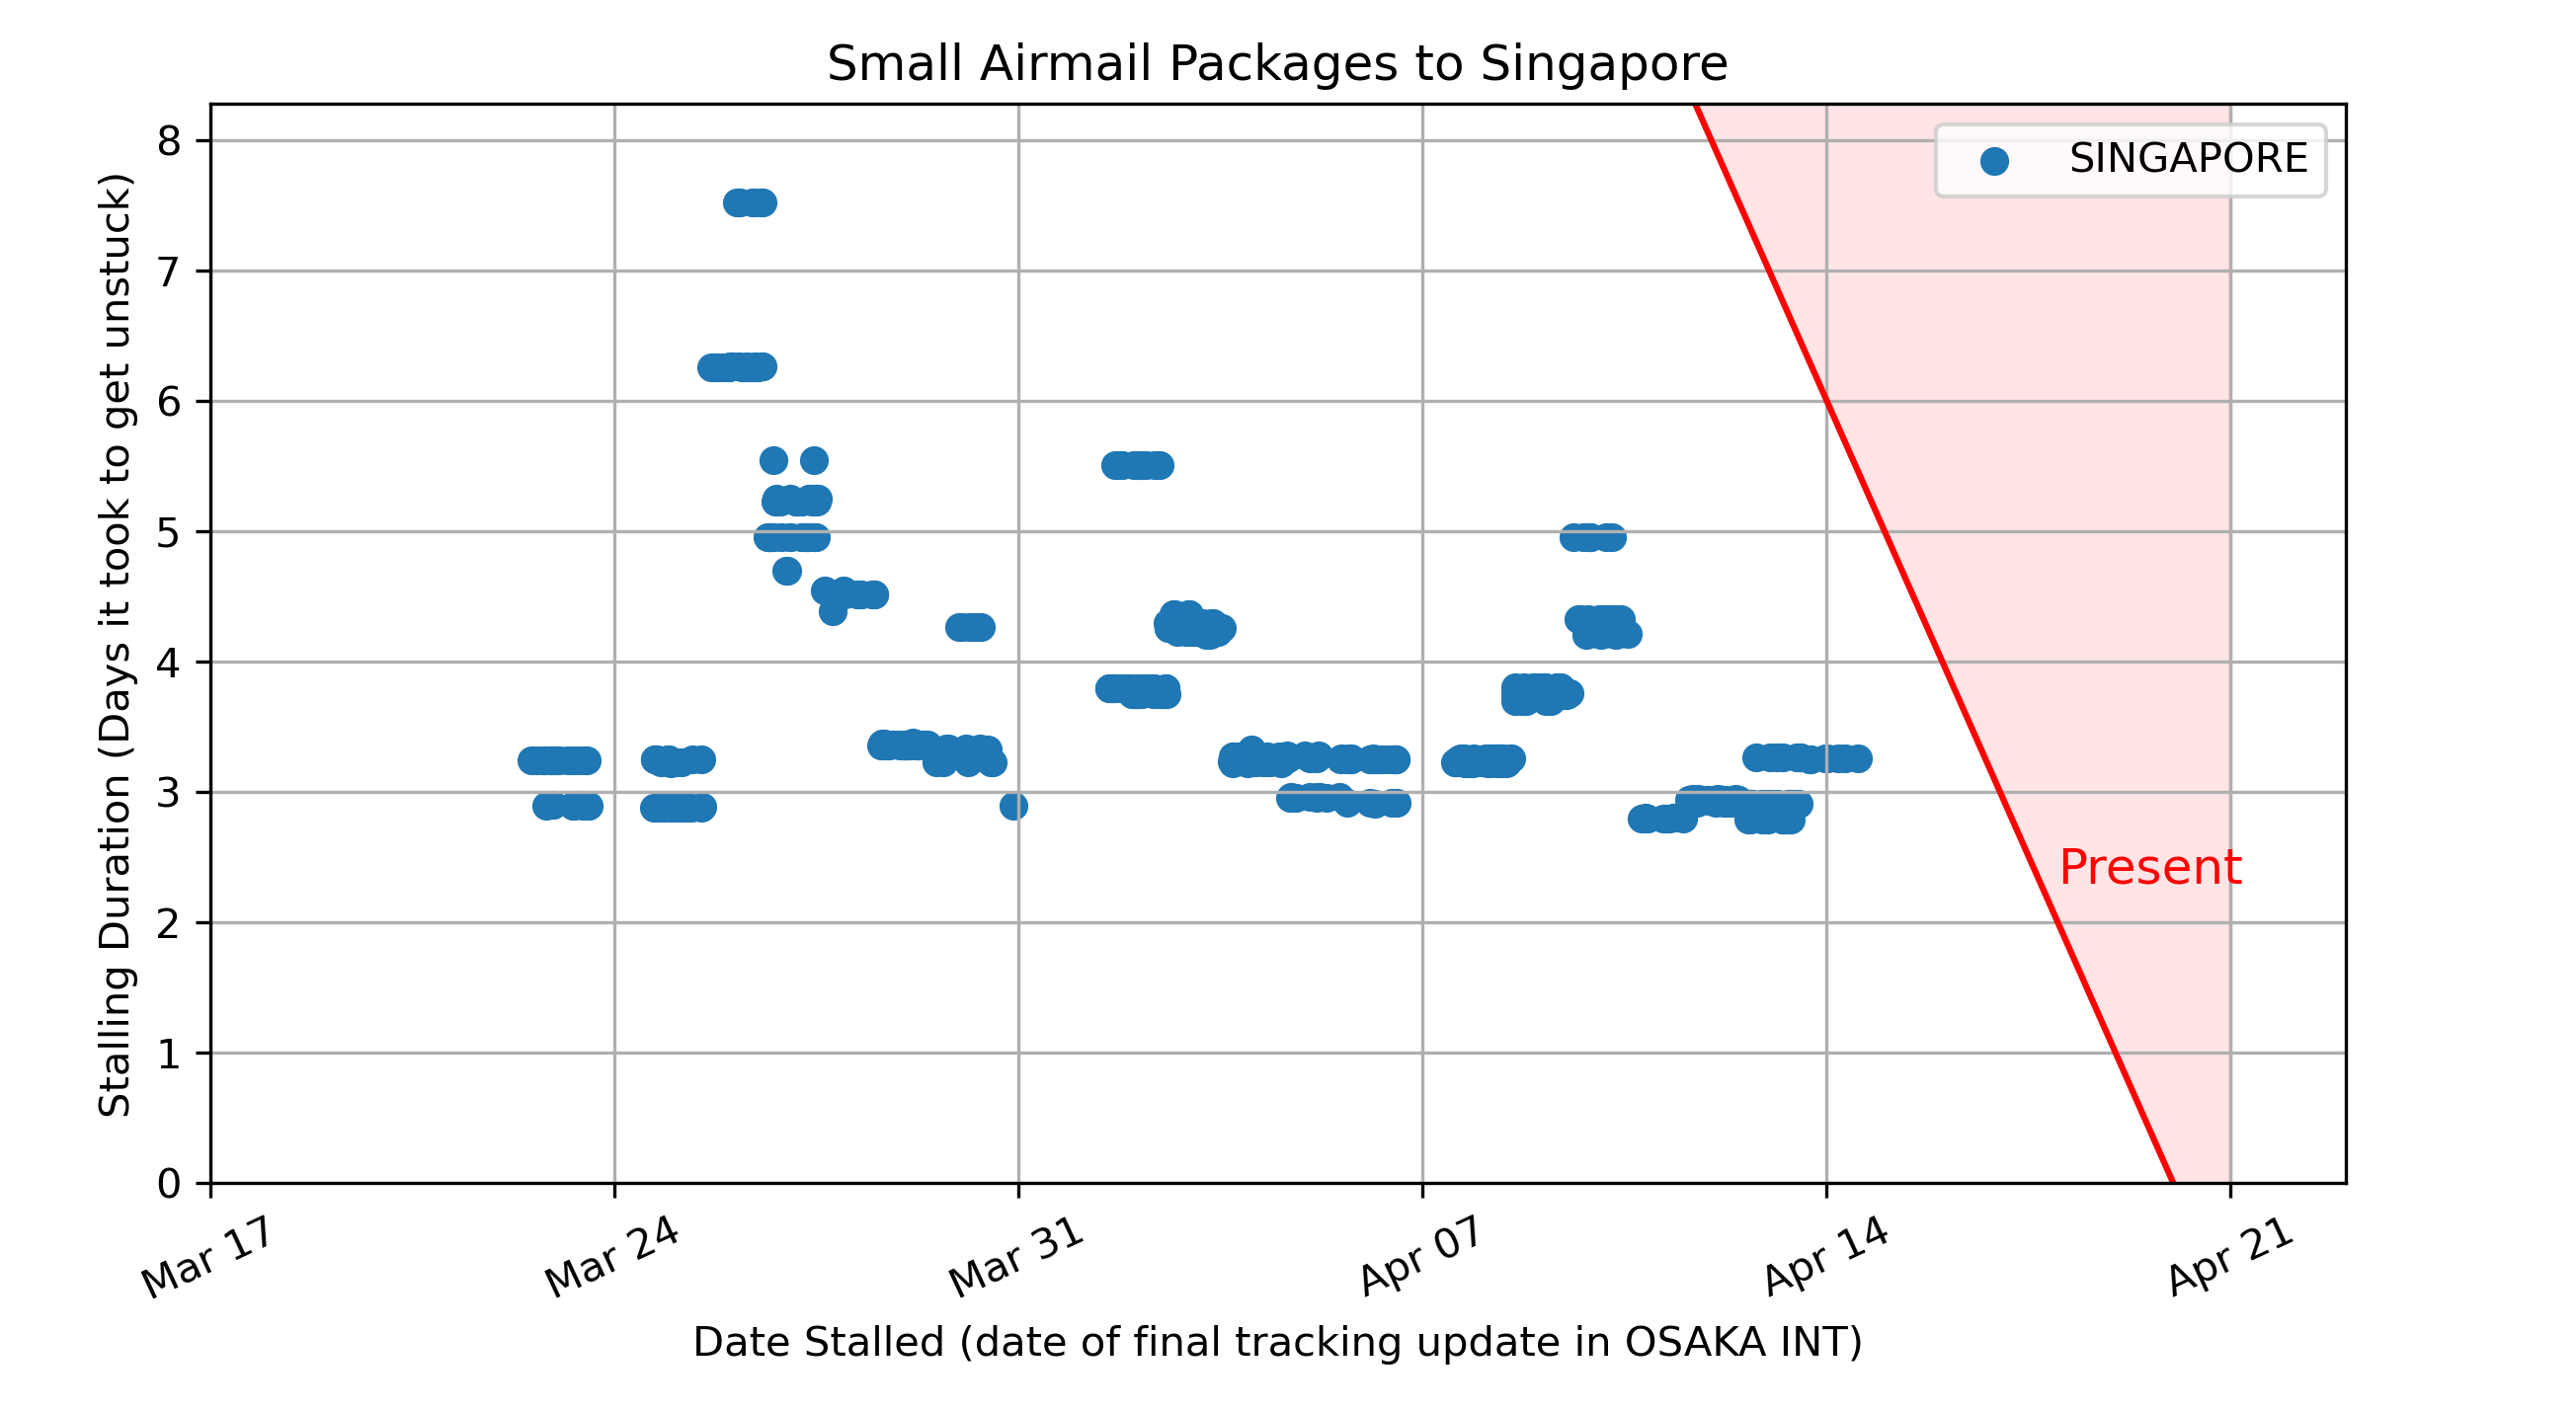 Small Airmail Packages to Singapore
SINGAPORE
Stalling Duration (Days it took to get unstuck)
8
7
6
5
4
3
2
1
0
Present
Mar 17
Mar 24
Mar 31
Apr 07
Apr 14
Apr 21
Date Stalled (date of final tracking update in OSAKA INT)